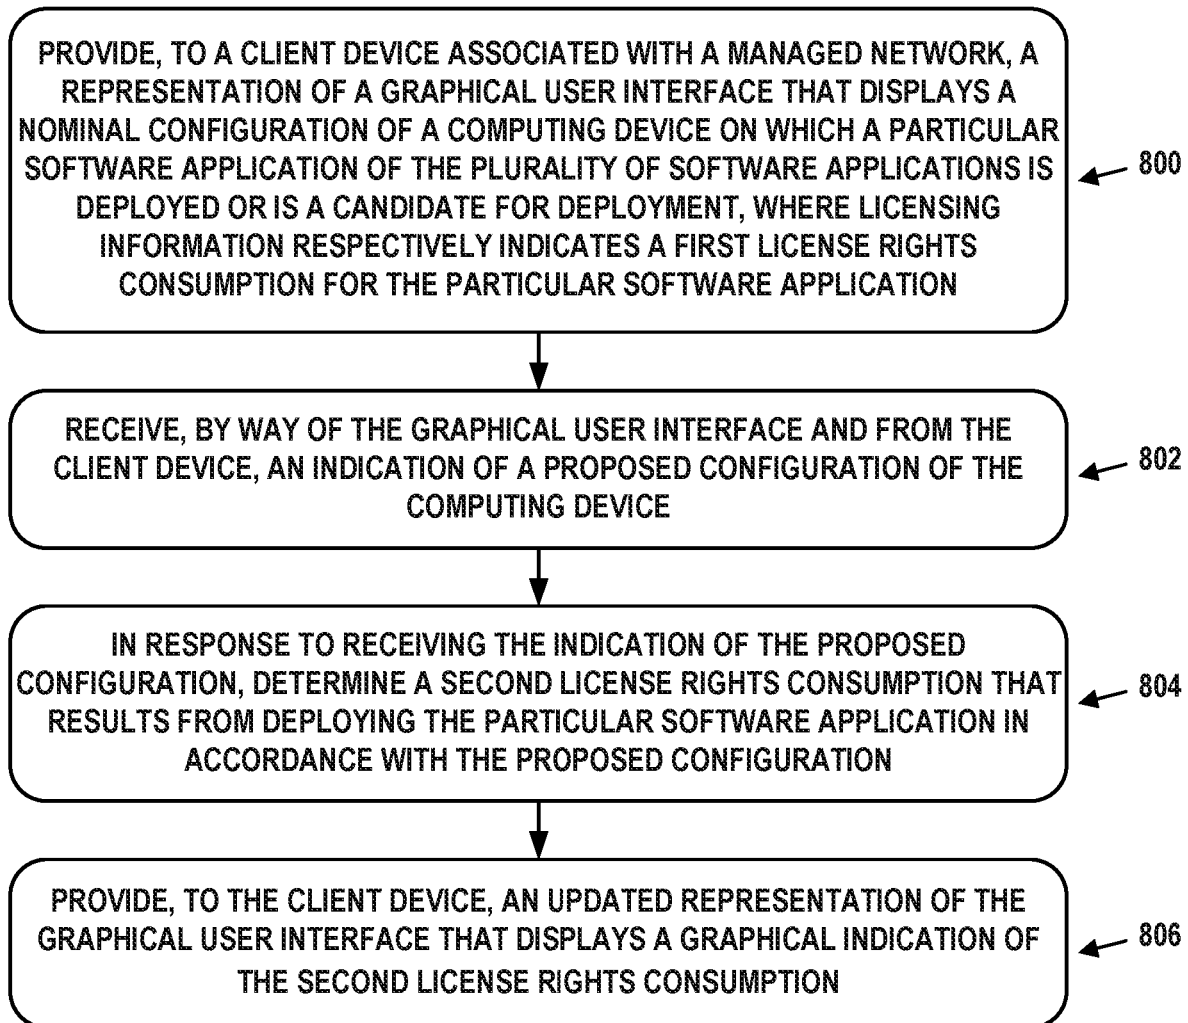 PROVIDE, TO A CLIENT DEVICE ASSOCIATED WITH A MANAGED NETWORK, A
REPRESENTATION OF A GRAPHICAL USER INTERFACE THAT DISPLAYS A
NOMINAL CONFIGURATION OF A COMPUTING DEVICE ON WHICH A PARTICULAR
SOFTWARE APPLICATION OF THE PLURALITY OF SOFTWARE APPLICATIONS IS
DEPLOYED OR IS A CANDIDATE FOR DEPLOYMENT, WHERE LICENSING
INFORMATION RESPECTIVELY INDICATES A FIRST LICENSE RIGHTS
CONSUMPTION FOR THE PARTICULAR SOFTWARE APPLICATION
800
RECEIVE, BY WAY OF THE GRAPHICAL USER INTERFACE AND FROM THE
CLIENT DEVICE, AN INDICATION OF A PROPOSED CONFIGURATION OF THE
COMPUTING DEVICE
802
IN RESPONSE TO RECEIVING THE INDICATION OF THE PROPOSED
CONFIGURATION, DETERMINE A SECOND LICENSE RIGHTS CONSUMPTION THAT
RESULTS FROM DEPLOYING THE PARTICULAR SOFTWARE APPLICATION IN
ACCORDANCE WITH THE PROPOSED CONFIGURATION
804
PROVIDE, TO THE CLIENT DEVICE, AN UPDATED REPRESENTATION OF THE
GRAPHICAL USER INTERFACE THAT DISPLAYS A GRAPHICAL INDICATION OF
THE SECOND LICENSE RIGHTS CONSUMPTION
806